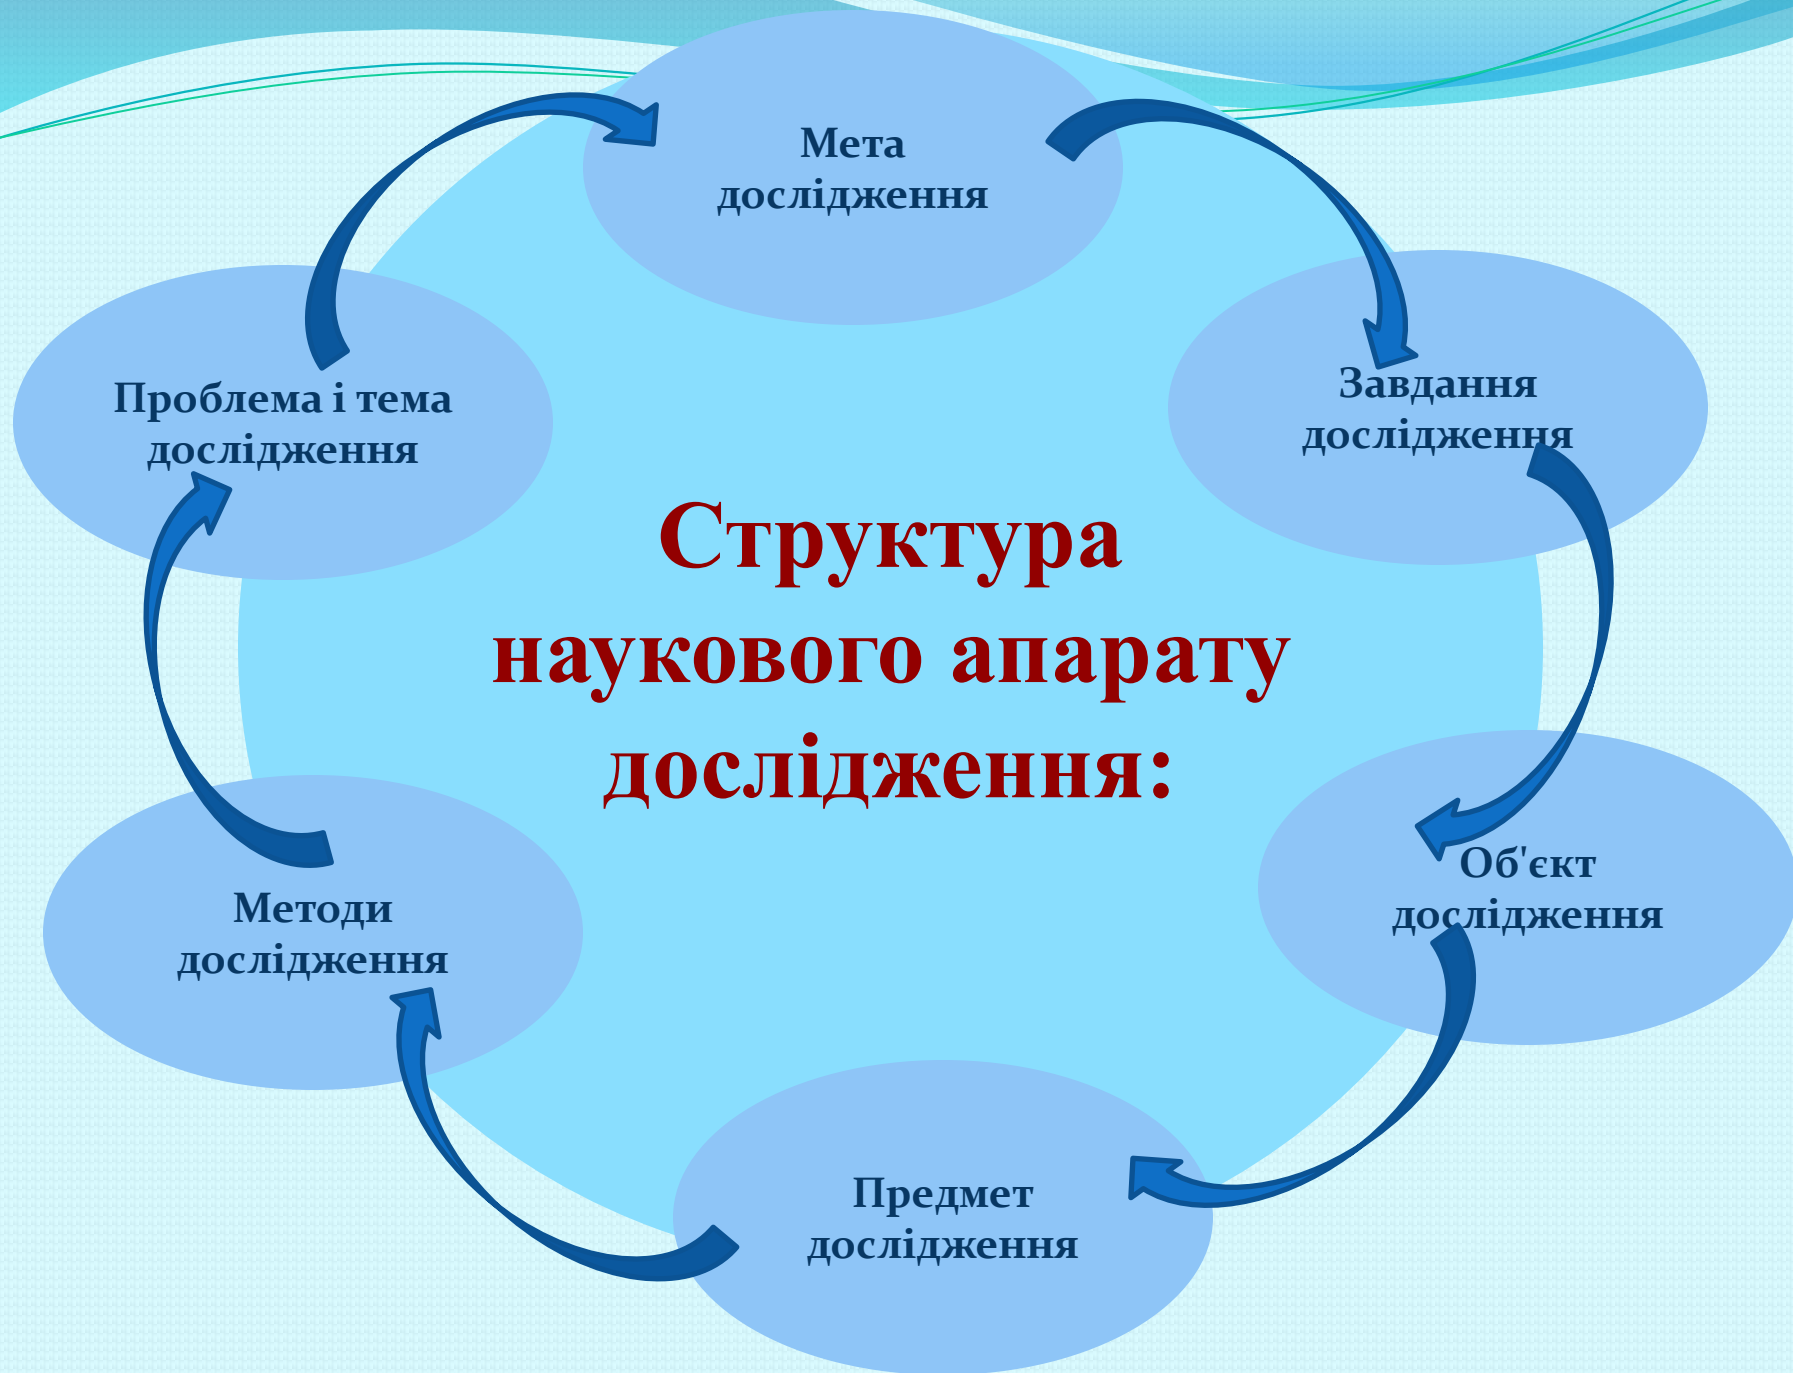 Мета
дослідження
Завдання
дослідження
Проблема і тема
дослідження
Структура
наукового апарату
дослідження:
Об'єкт
дослідження
Методи
дослідження
Предмет
дослідження